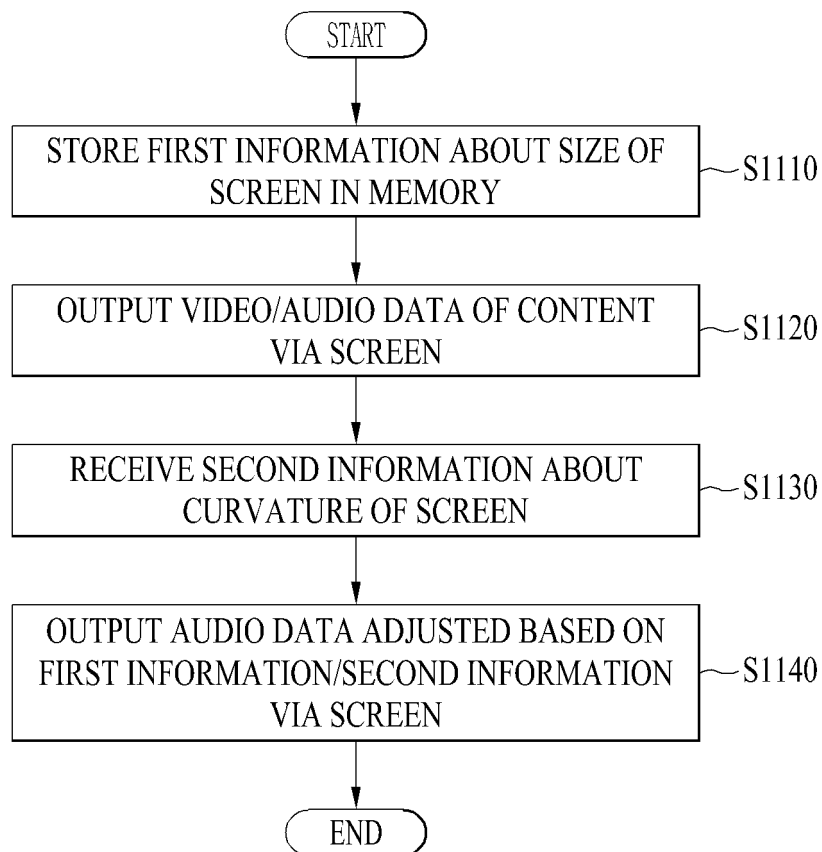 START
STORE FIRST INFORMATION ABOUT SIZE OF
SCREEN IN MEMORY
S1110
OUTPUT VIDEO/AUDIO DATA OF CONTENT
VIA SCREEN
S1120
RECEIVE SECOND INFORMATION ABOUT
CURVATURE OF SCREEN
S1130
OUTPUT AUDIO DATA ADJUSTED BASED ON
FIRST INFORMATION/SECOND INFORMATION
VIA SCREEN
S1140
END